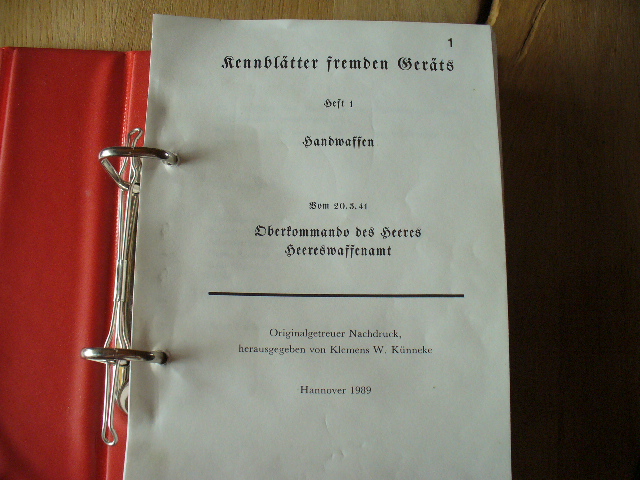 1
Kennblätter fremden Geräts
Heft 1
Handwaffen
Vom 20.3.41
Oberkommando des Heeres
Heereswaffenamt
Originalgetreuer Nachdruck,
herausgegeben von Klemens W. Künneke
Hannover 1989